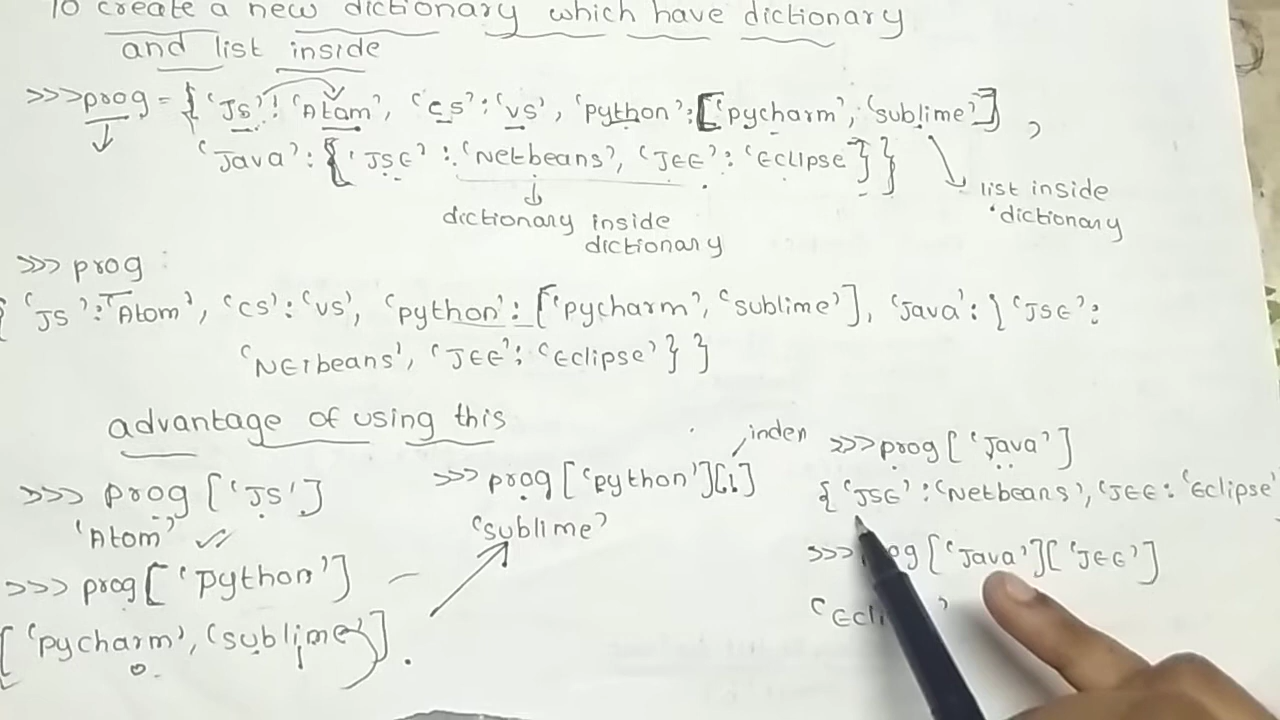 To create a new dictionary which have dictionary
and list inside
>>>prog = { 'JS': 'Atom', 'CS': 'VS', 'python': ['pycharm', 'sublime'] ,
'Java': { 'JSE' : 'Netbeans', 'JEE': 'Eclipse' } }
list inside
'dictionary
dictionary inside
dictionary
>>> prog :
{ 'JS': 'Atom', 'CS': 'VS', 'python': ['pycharm', 'sublime'], 'Java': { 'JSE':
'NEtbeans', 'JEE': 'Eclipse' } }
advantage of using this
>>> prog ['JS']
'Atom'
>>> prog [ 'python' ]
[ 'pycharm', 'sublime' ] .
index
>>> prog ['python'][1]
'sublime'
>>> prog [ 'Java' ]
{ 'JSE' : 'Netbeans', 'JEE : 'Eclipse'
>>> prog ['Java']['JEE']